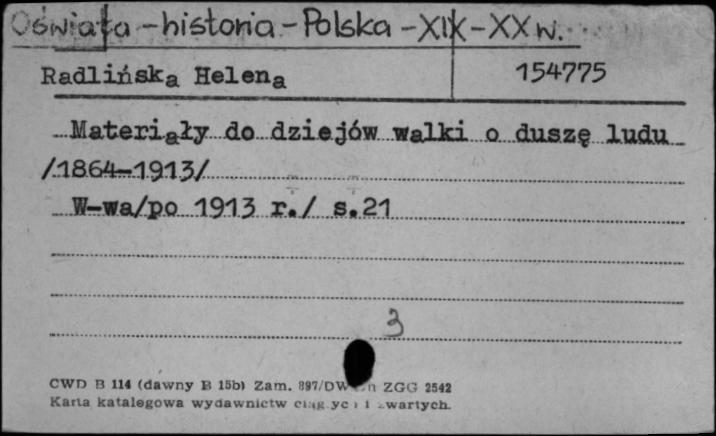 Oświata - historia - Polska - XIX - XX w.
Radlińska Helena 154775
Materiały do dziejów walki o duszę ludu
/1864-1913/
W-wa/po 1913 r./ s.21
3
CWD B 114 (dawny B 15b) Zam. 897/DW ZGG 2542
Karta katalogowa wydawnictw i